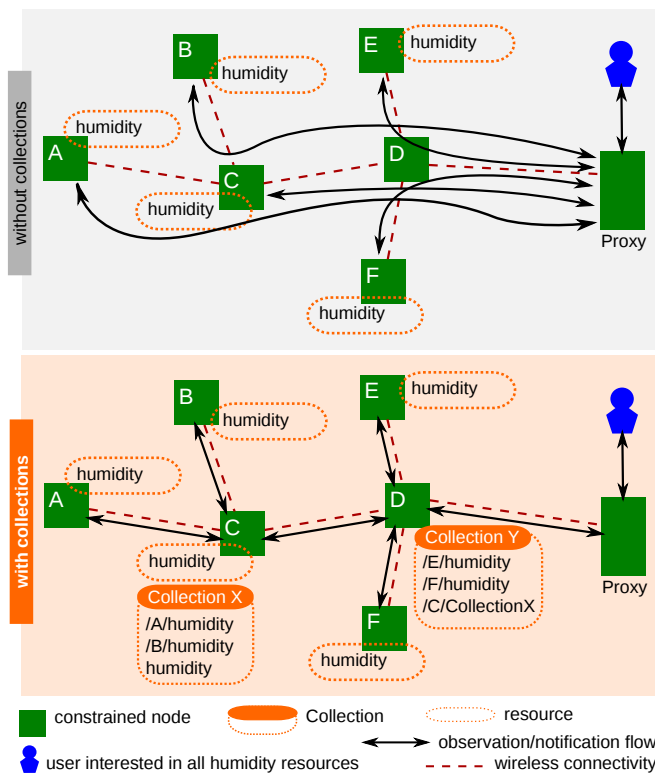 without collections
B
humidity
E
humidity
A
humidity
C
humidity
D
F
humidity
Proxy
with collections
B
humidity
E
humidity
A
humidity
C
humidity
Collection X
/A/humidity
/B/humidity
humidity
D
Collection Y
/E/humidity
/F/humidity
/C/CollectionX
F
humidity
Proxy
constrained node
Collection
resource
user interested in all humidity resources
observation/notification flow
wireless connectivity